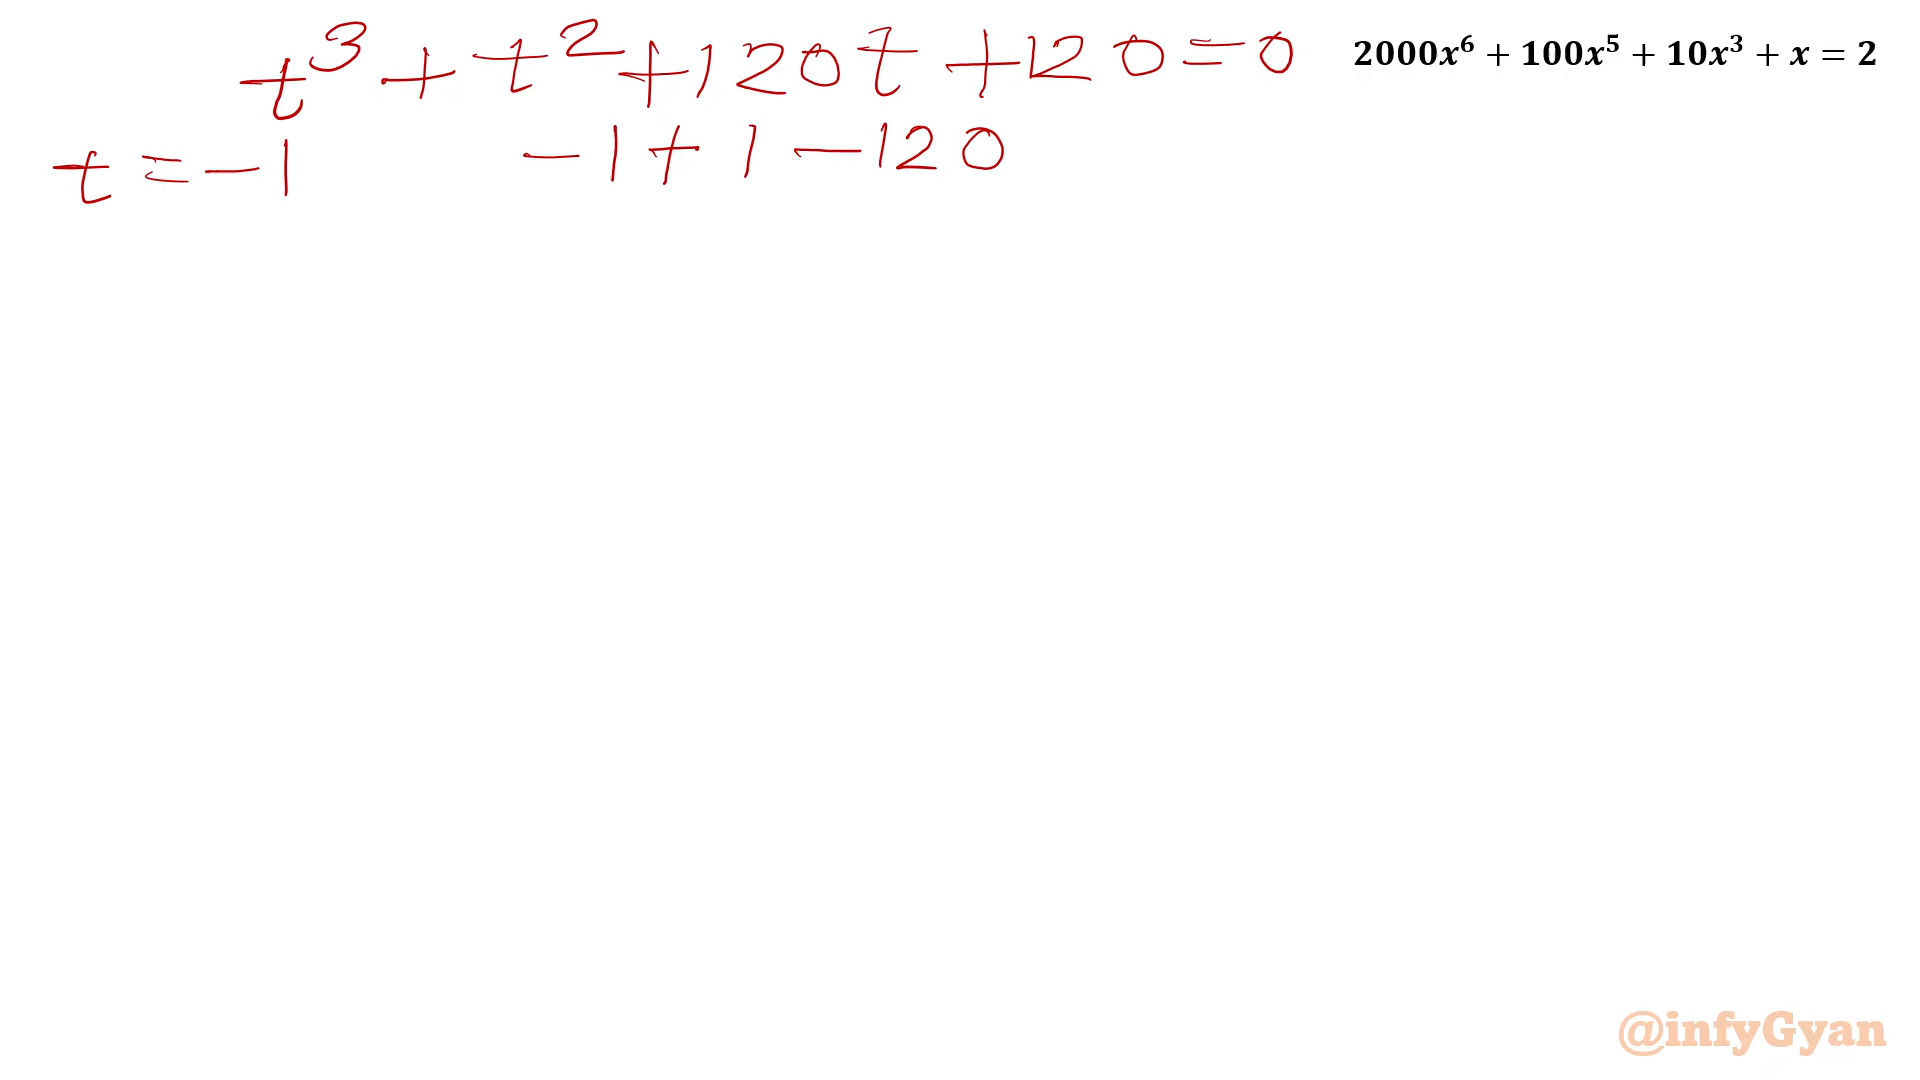 t³ + t² + 120t + 120 = 0
2000x⁶ + 100x⁵ + 10x³ + x = 2
t = -1
-1 + 1 - 120
@infyGyan